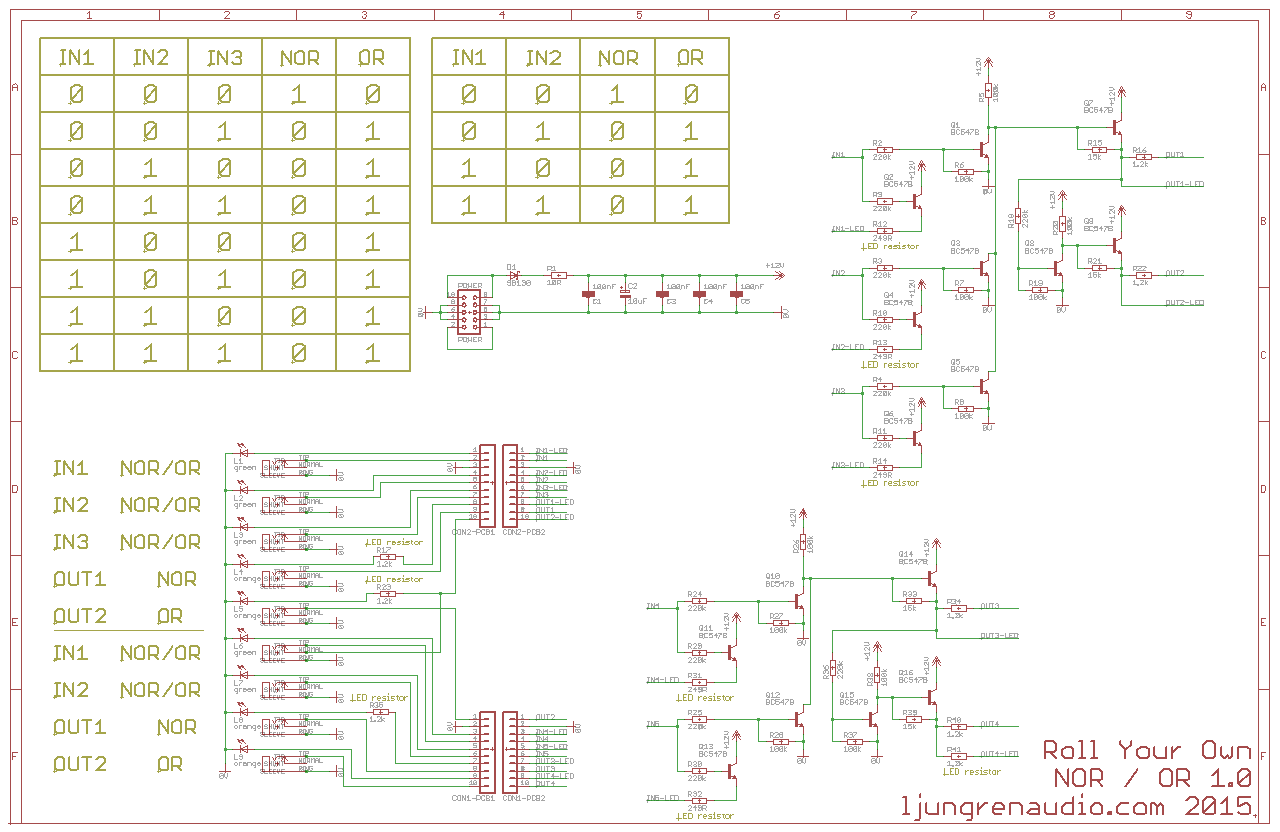 1 2 3 4 5 6 7 8 9
A
B
C
D
E
F
IN1 IN2 IN3 NOR OR
0 0 0 1 0
0 0 1 0 1
0 1 0 0 1
0 1 1 0 1
1 0 0 0 1
1 0 1 0 1
1 1 0 0 1
1 1 1 0 1
IN1 IN2 NOR OR
0 0 1 0
0 1 0 1
1 0 0 1
1 1 0 1
POWER
D1
SB130
R1
10R
+12V
100nF
C1
C2
10uF
100nF
C3
100nF
C4
100nF
C5
0V
POWER
+12V
R5
100k
Q1
BC547B
IN1
R2
220k
R6
100k
Q2
BC547B
R9
220k
IN1-LED
R12
249R
LED resistor
Q3
BC547B
IN2
R3
220k
R7
100k
Q4
BC547B
R10
220k
IN2-LED
R13
249R
LED resistor
Q5
BC547B
IN3
R4
220k
R8
100k
Q6
BC547B
R11
220k
IN3-LED
R14
249R
LED resistor
Q7
BC547B
R15
15k
R16
1.2k
OUT1
OUT1-LED
R18
220k
Q8
BC547B
R19
100k
Q9
BC547B
R21
15k
R22
1.2k
OUT2
OUT2-LED
IN1 NOR/OR
IN2 NOR/OR
IN3 NOR/OR
OUT1 NOR
OUT2 OR
IN1 NOR/OR
IN2 NOR/OR
OUT1 NOR
OUT2 OR
L1
green
L2
green
L3
green
L4
orange
L5
orange
L6
green
L7
green
L8
orange
L9
orange
LED resistor
R17
1.2k
LED resistor
R23
1.2k
LED resistor
R35
1.2k
CON2-PCB1 CON2-PCB2
IN1-LED
IN1
IN2-LED
IN2
IN3-LED
IN3
OUT1-LED
OUT1
OUT2-LED
CON1-PCB1 CON1-PCB2
OUT2
IN4-LED
IN4
IN5-LED
IN5
OUT3-LED
OUT3
OUT4-LED
OUT4
+12V
R26
100k
Q10
BC547B
IN4
R24
220k
R27
100k
Q11
BC547B
R29
220k
IN4-LED
R31
249R
LED resistor
Q12
BC547B
IN5
R25
220k
R28
100k
Q13
BC547B
R30
220k
IN5-LED
R32
249R
LED resistor
Q14
BC547B
R33
15k
R34
1.2k
OUT3
OUT3-LED
R36
220k
Q15
BC547B
R37
100k
R38
100k
Q16
BC547B
R39
15k
R40
1.2k
OUT4
R41
OUT4-LED
LED resistor
Roll Your Own
NOR / OR 1.0
ljungrenaudio.com 2015